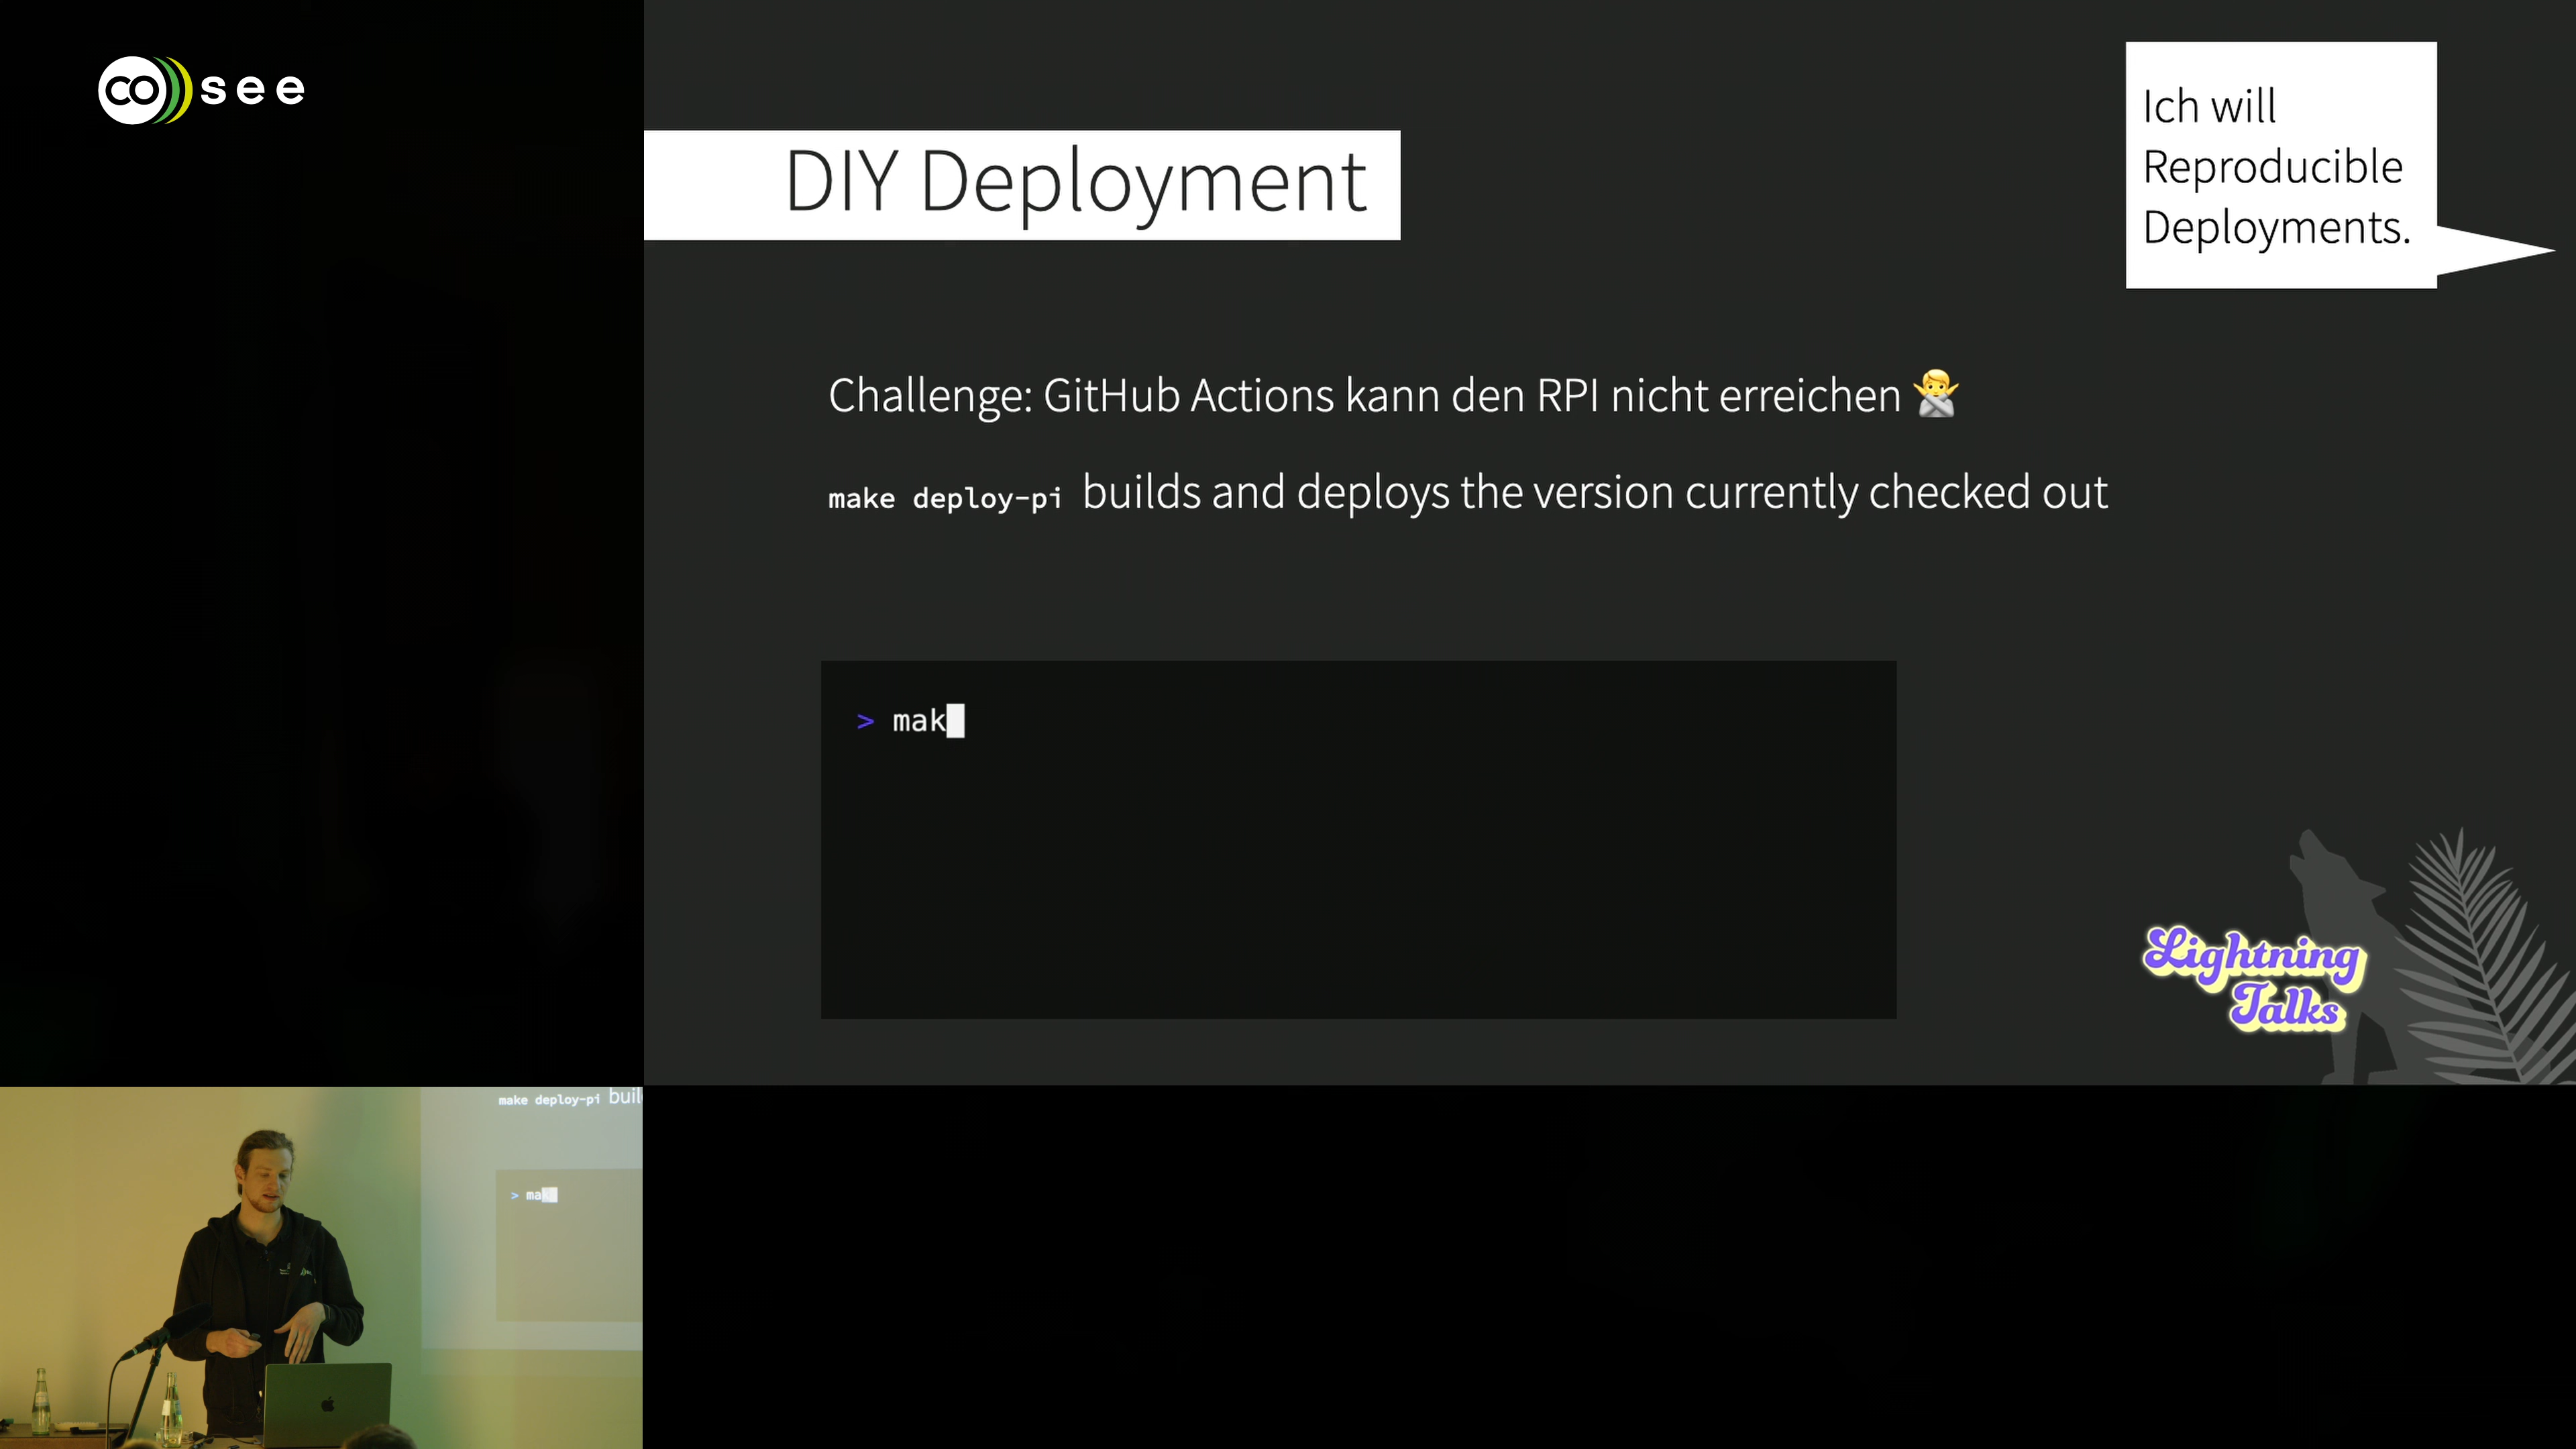 co see
DIY Deployment
Ich will
Reproducible
Deployments.
Challenge: GitHub Actions kann den RPI nicht erreichen 🙅
make deploy-pi builds and deploys the version currently checked out
> mak
Lightning
Talks
make deploy-pi buil
> mak